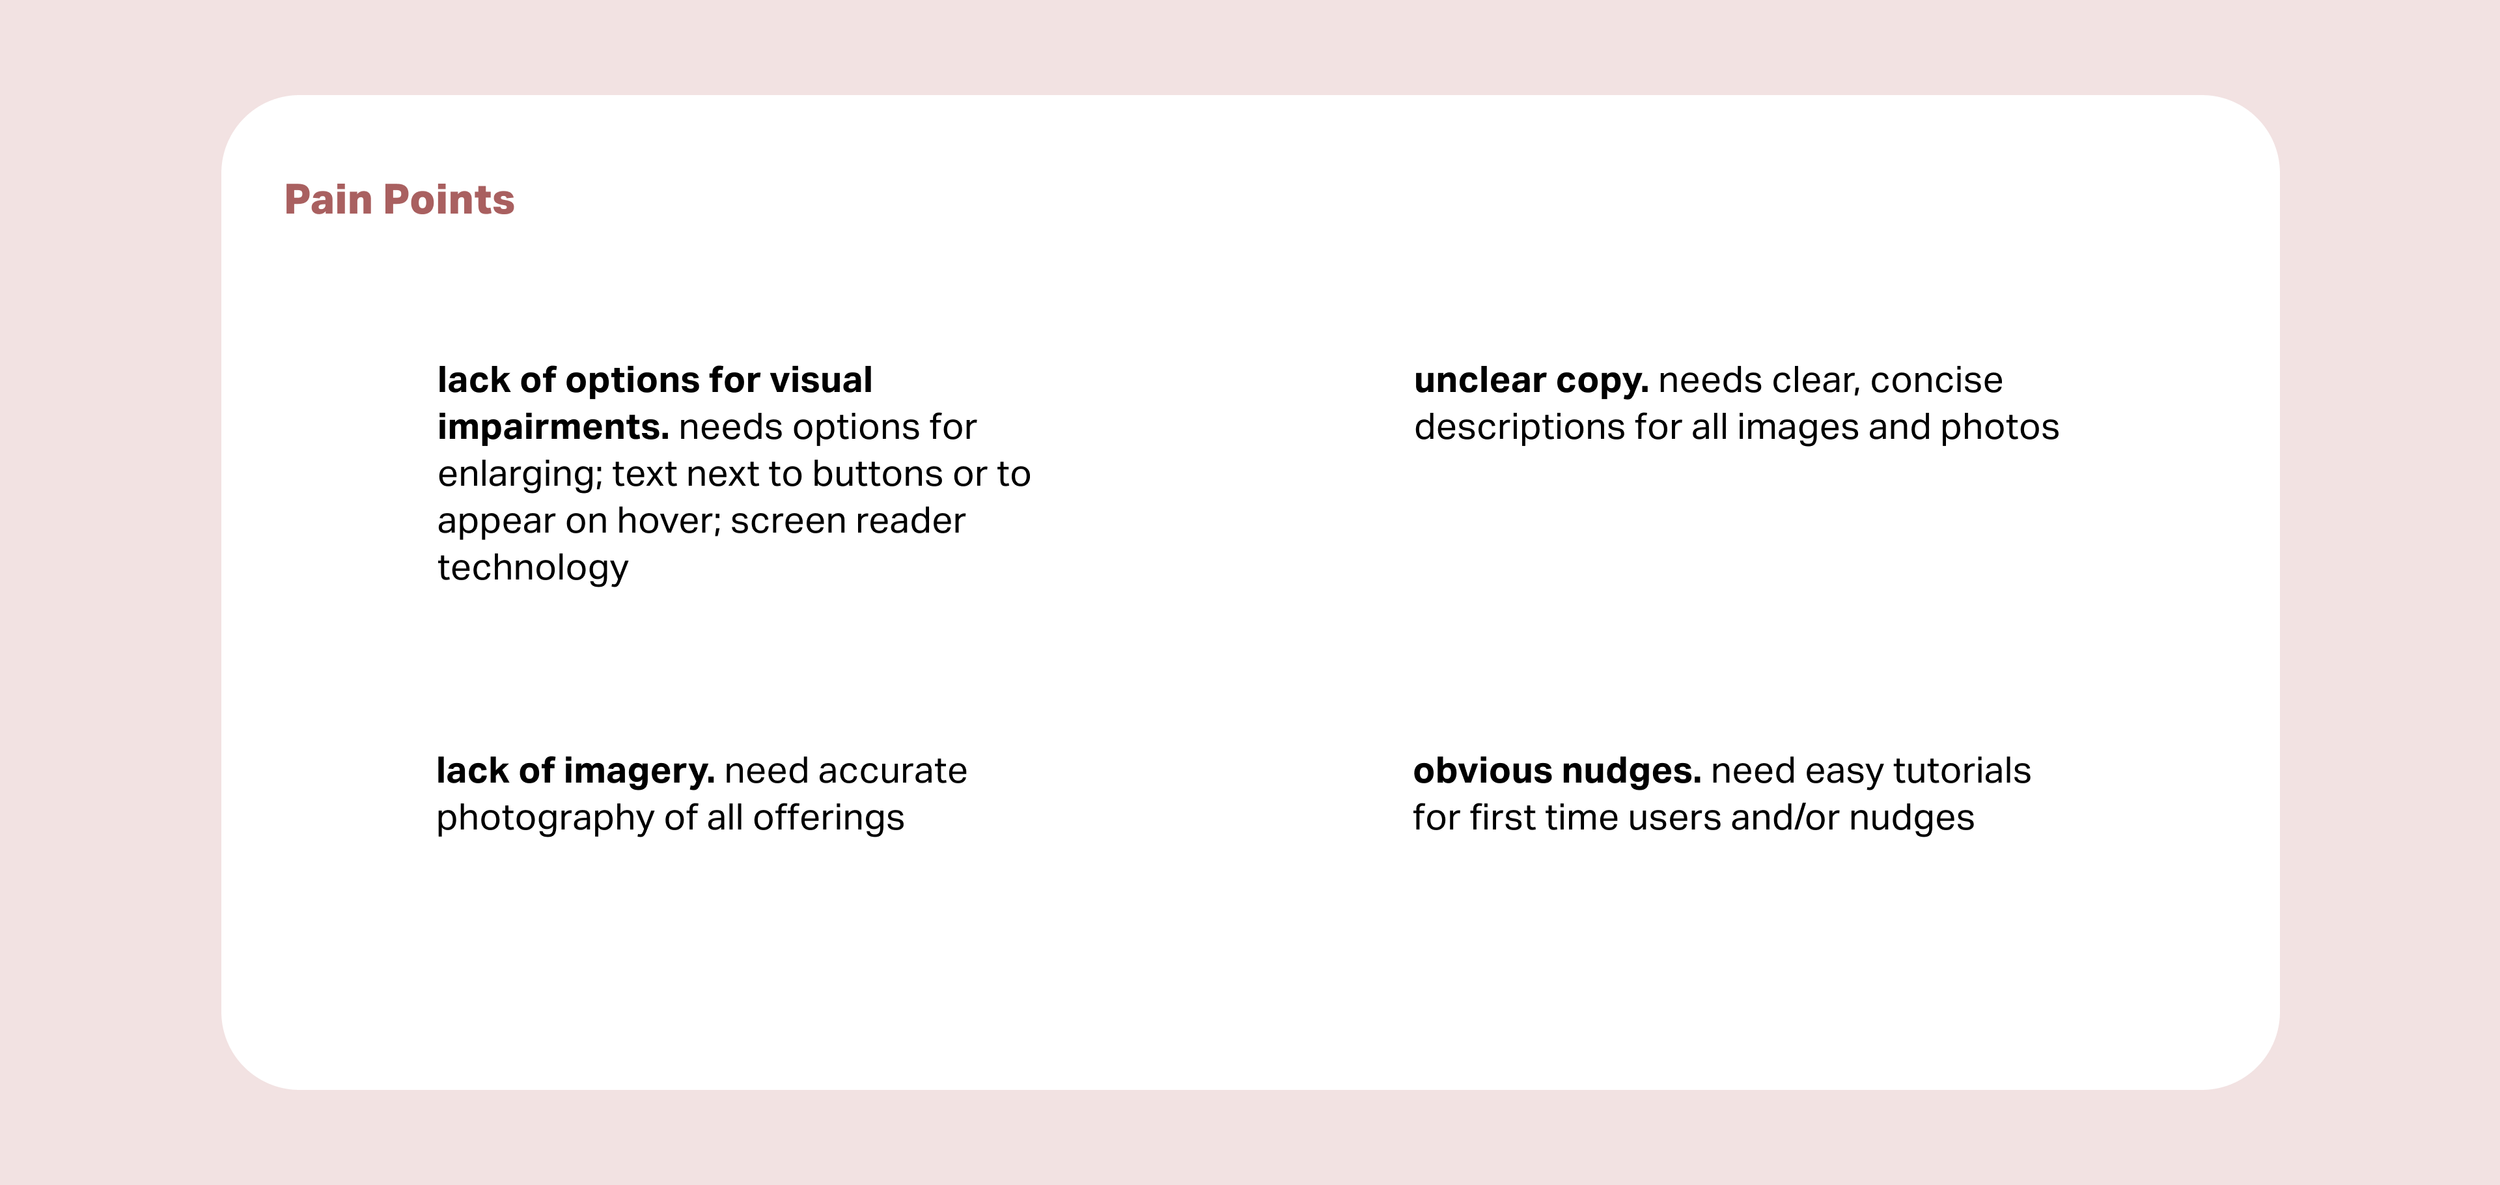 Pain Points
lack of options for visual
impairments. needs options for
enlarging; text next to buttons or to
appear on hover; screen reader
technology
unclear copy. needs clear, concise
descriptions for all images and photos
lack of imagery. need accurate
photography of all offerings
obvious nudges. need easy tutorials
for first time users and/or nudges